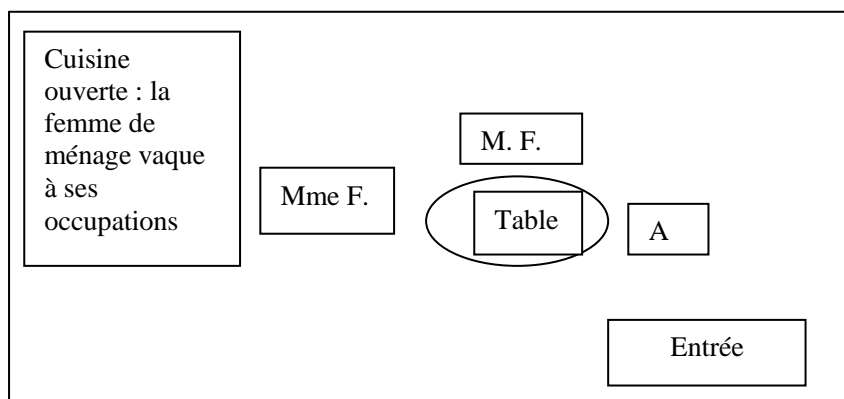 Cuisine
ouverte : la
femme de
ménage vaque
à ses
occupations
M. F.
Mme F.
Table
A
Entrée